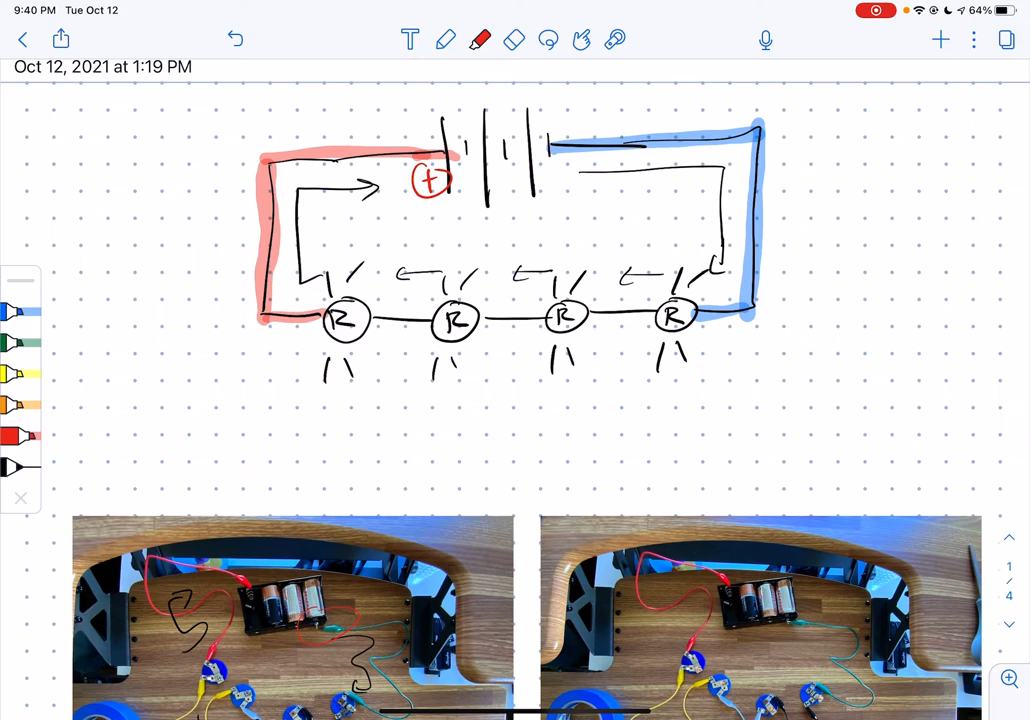 9:40 PM Tue Oct 12 64%
T
Oct 12, 2021 at 1:19 PM
+
R R R R
1
/
4